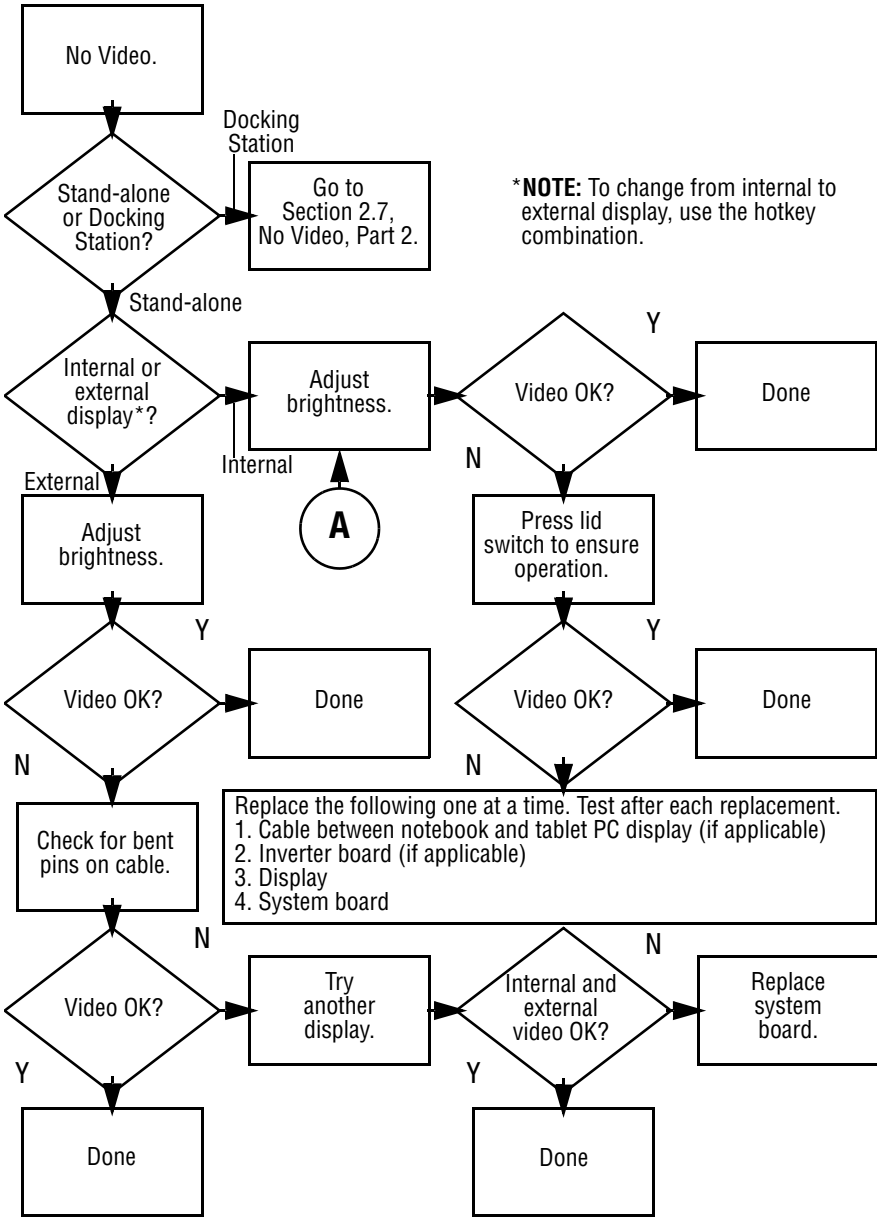 No Video.
Docking
Station
Stand-alone
or Docking
Station?
Go to
Section 2.7,
No Video, Part 2.
*NOTE: To change from internal to
external display, use the hotkey
combination.
Stand-alone
Internal or
external
display*?
Internal
Adjust
brightness.
A
Video OK?
Y
Done
N
Press lid
switch to ensure
operation.
External
Adjust
brightness.
Video OK?
Y
Done
N
Video OK?
Y
Done
N
Check for bent
pins on cable.
Replace the following one at a time. Test after each replacement.
1. Cable between notebook and tablet PC display (if applicable)
2. Inverter board (if applicable)
3. Display
4. System board
Video OK?
N
Try
another
display.
Internal and
external
video OK?
N
Replace
system
board.
Y
Done
Y
Done